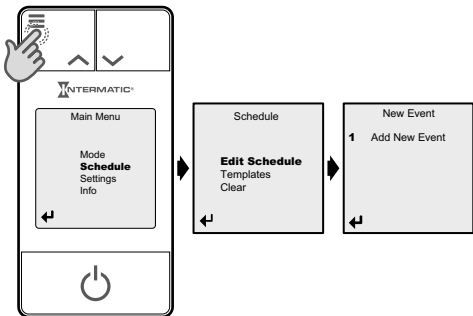 INTERMATIC®
Main Menu
Mode
Schedule
Settings
Info
Schedule
Edit Schedule
Templates
Clear
New Event
1 Add New Event